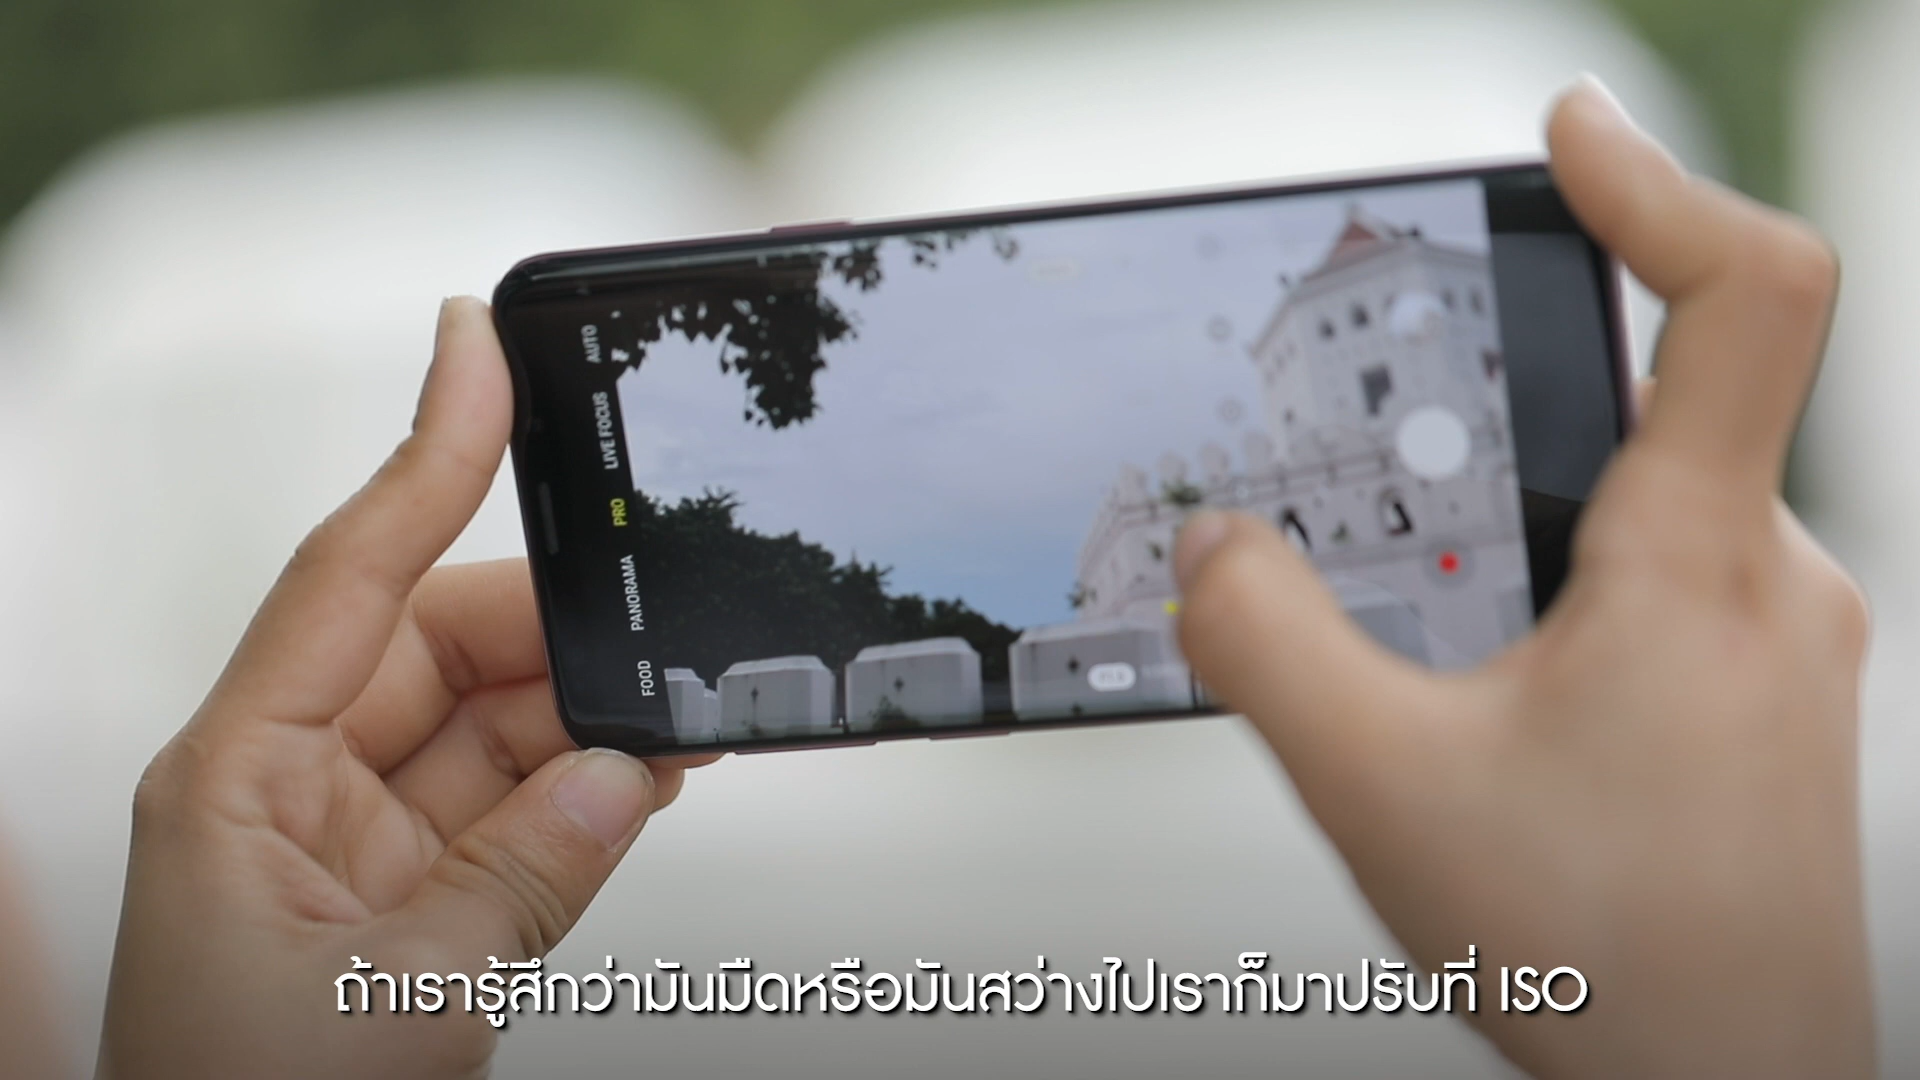 AUTO
LIVE FOCUS
PRO
PANORAMA
FOOD
ถ้าเรารู้สึกว่ามันมืดหรือมันสว่างไปเราก็มาปรับที่ ISO